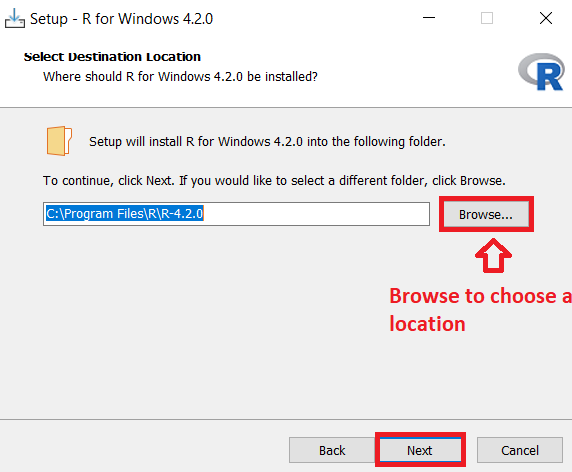 Setup - R for Windows 4.2.0
Select Destination Location
Where should R for Windows 4.2.0 be installed?
R
Setup will install R for Windows 4.2.0 into the following folder.
To continue, click Next. If you would like to select a different folder, click Browse.
C:\Program Files\R\R-4.2.0
Browse...
Browse to choose a
location
Back
Next
Cancel